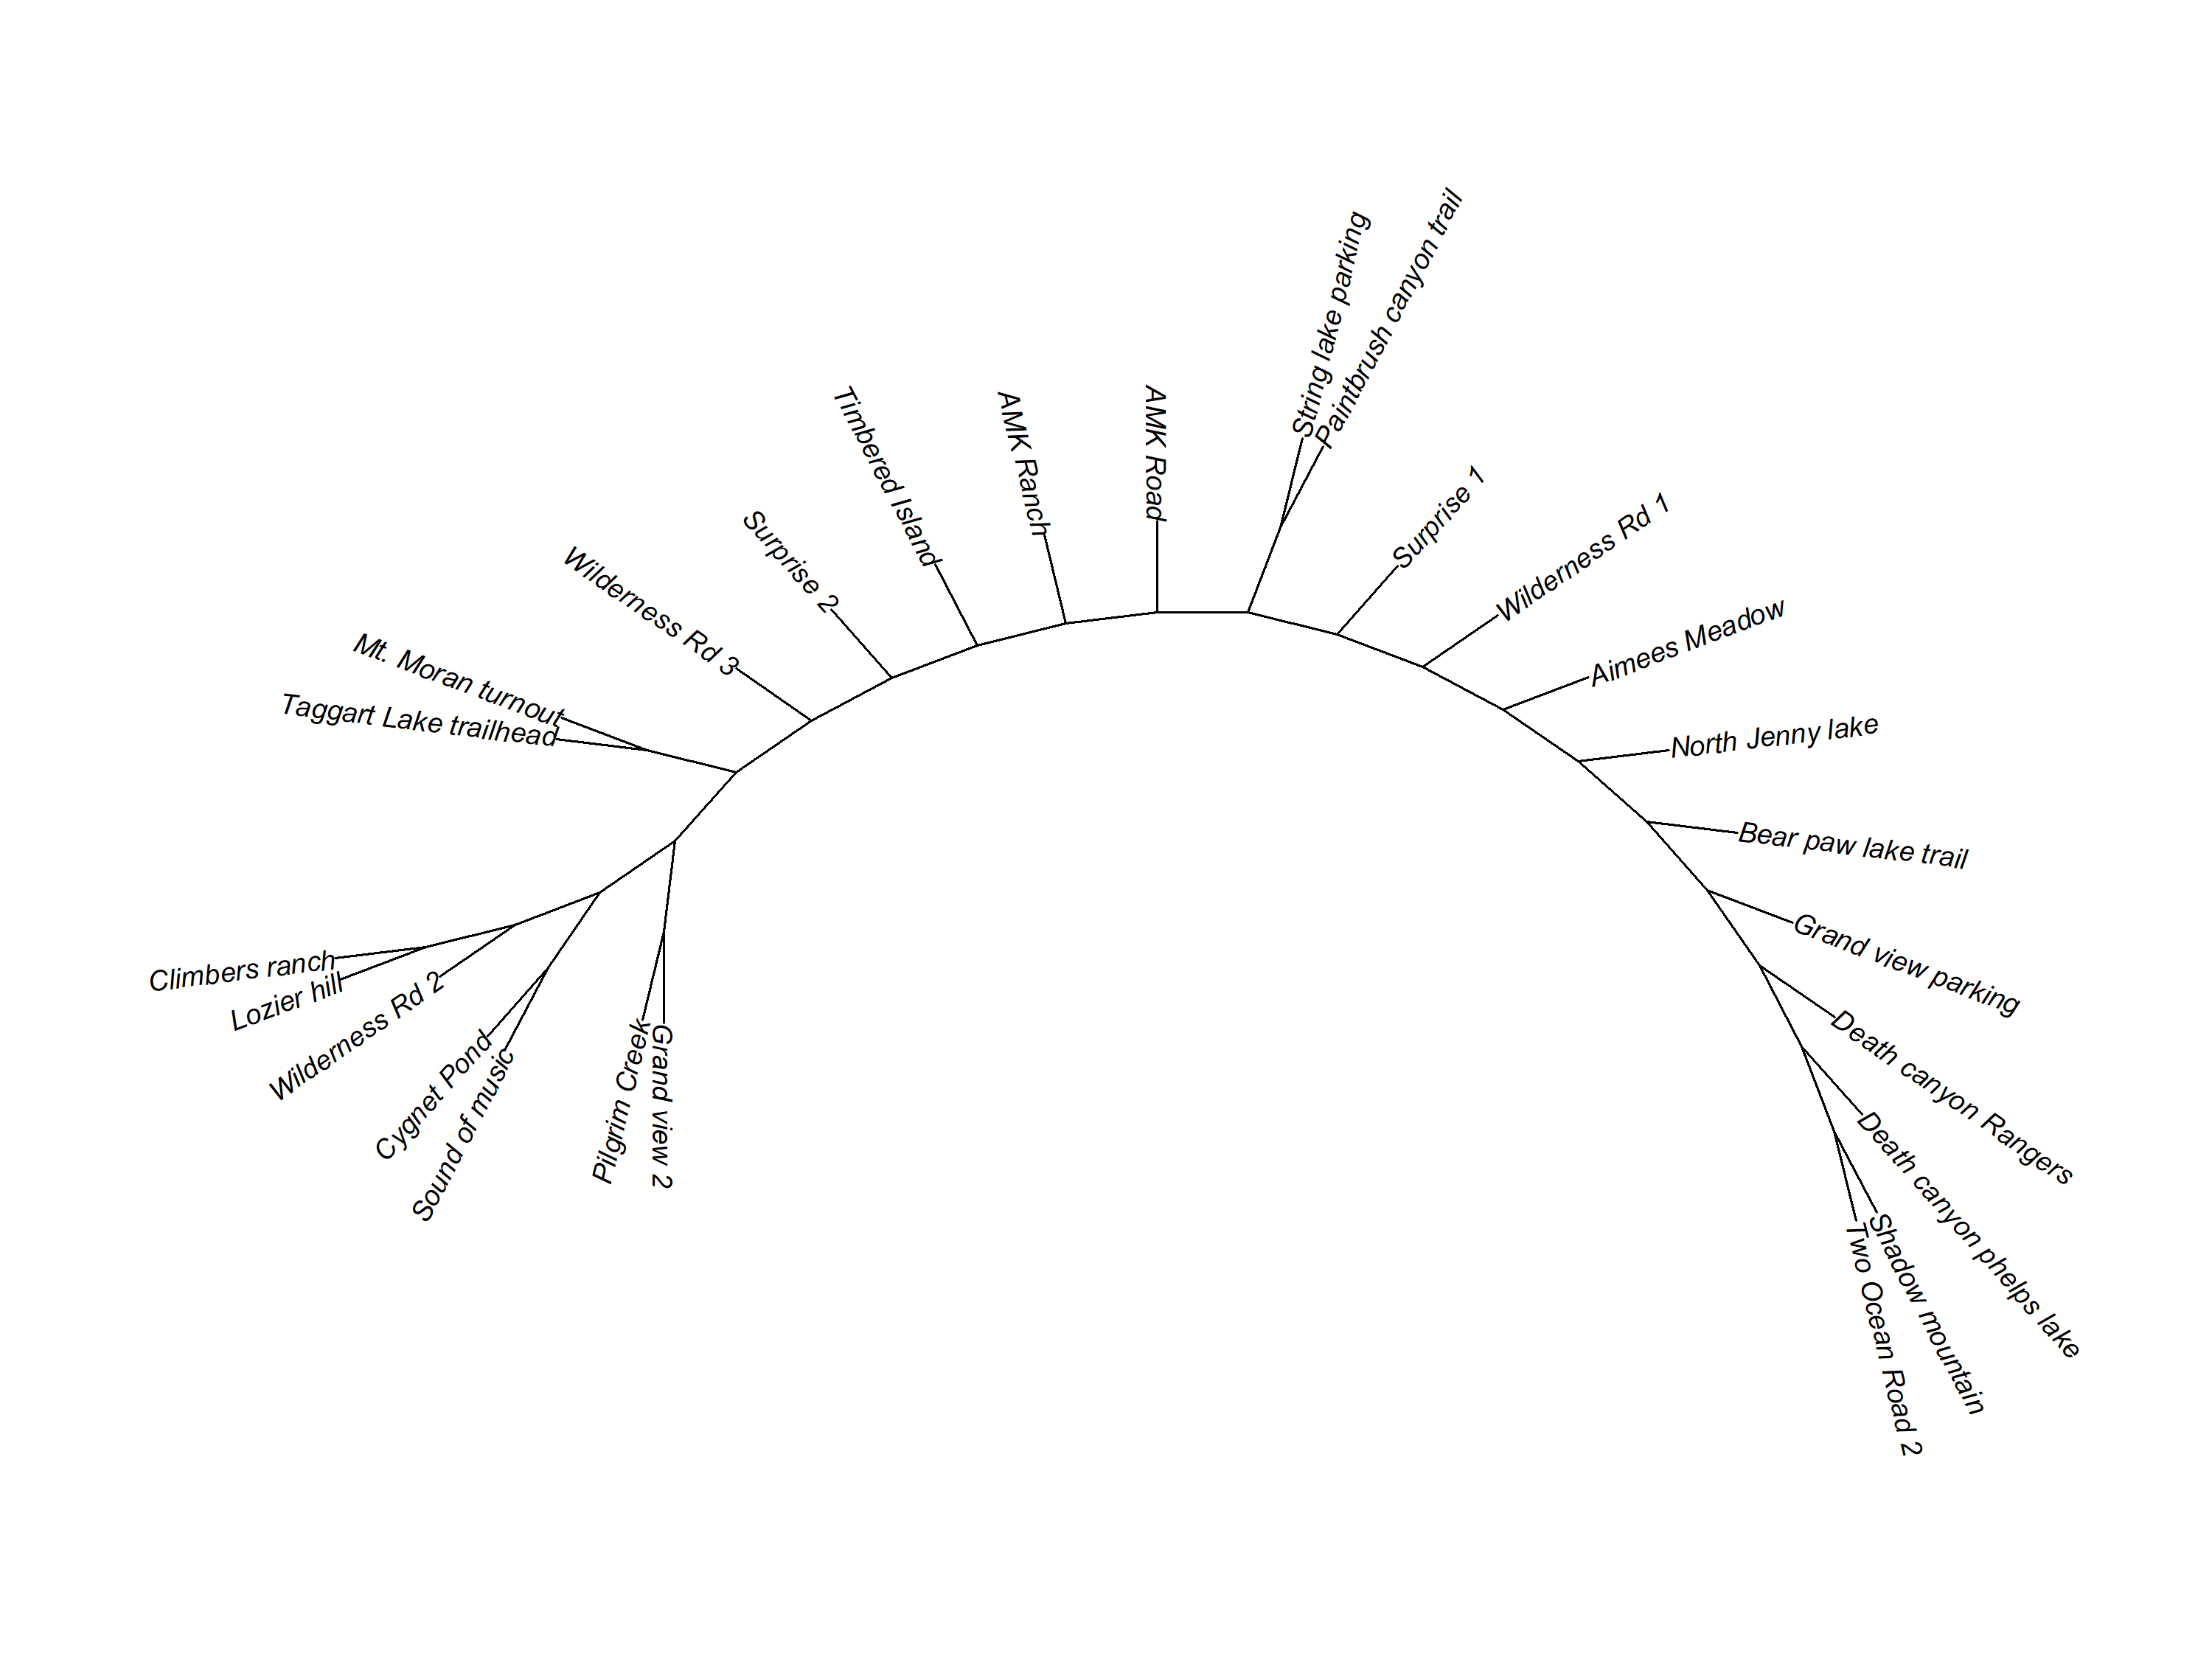 String lake parking
Paintbrush canyon trail
AMK Road
AMK Ranch
Timbered Island
Surprise 1
Surprise 2
Wilderness Rd 1
Wilderness Rd 3
Aimees Meadow
Mt. Moran turnout
Taggart Lake trailhead
North Jenny lake
Bear paw lake trail
Grand view parking
Climbers ranch
Lozier hill
Wilderness Rd 2
Cygnet Pond
Sound of music
Pilgrim Creek
Grand view 2
Death canyon Rangers
Death canyon phelps lake
Shadow mountain
Two Ocean Road 2